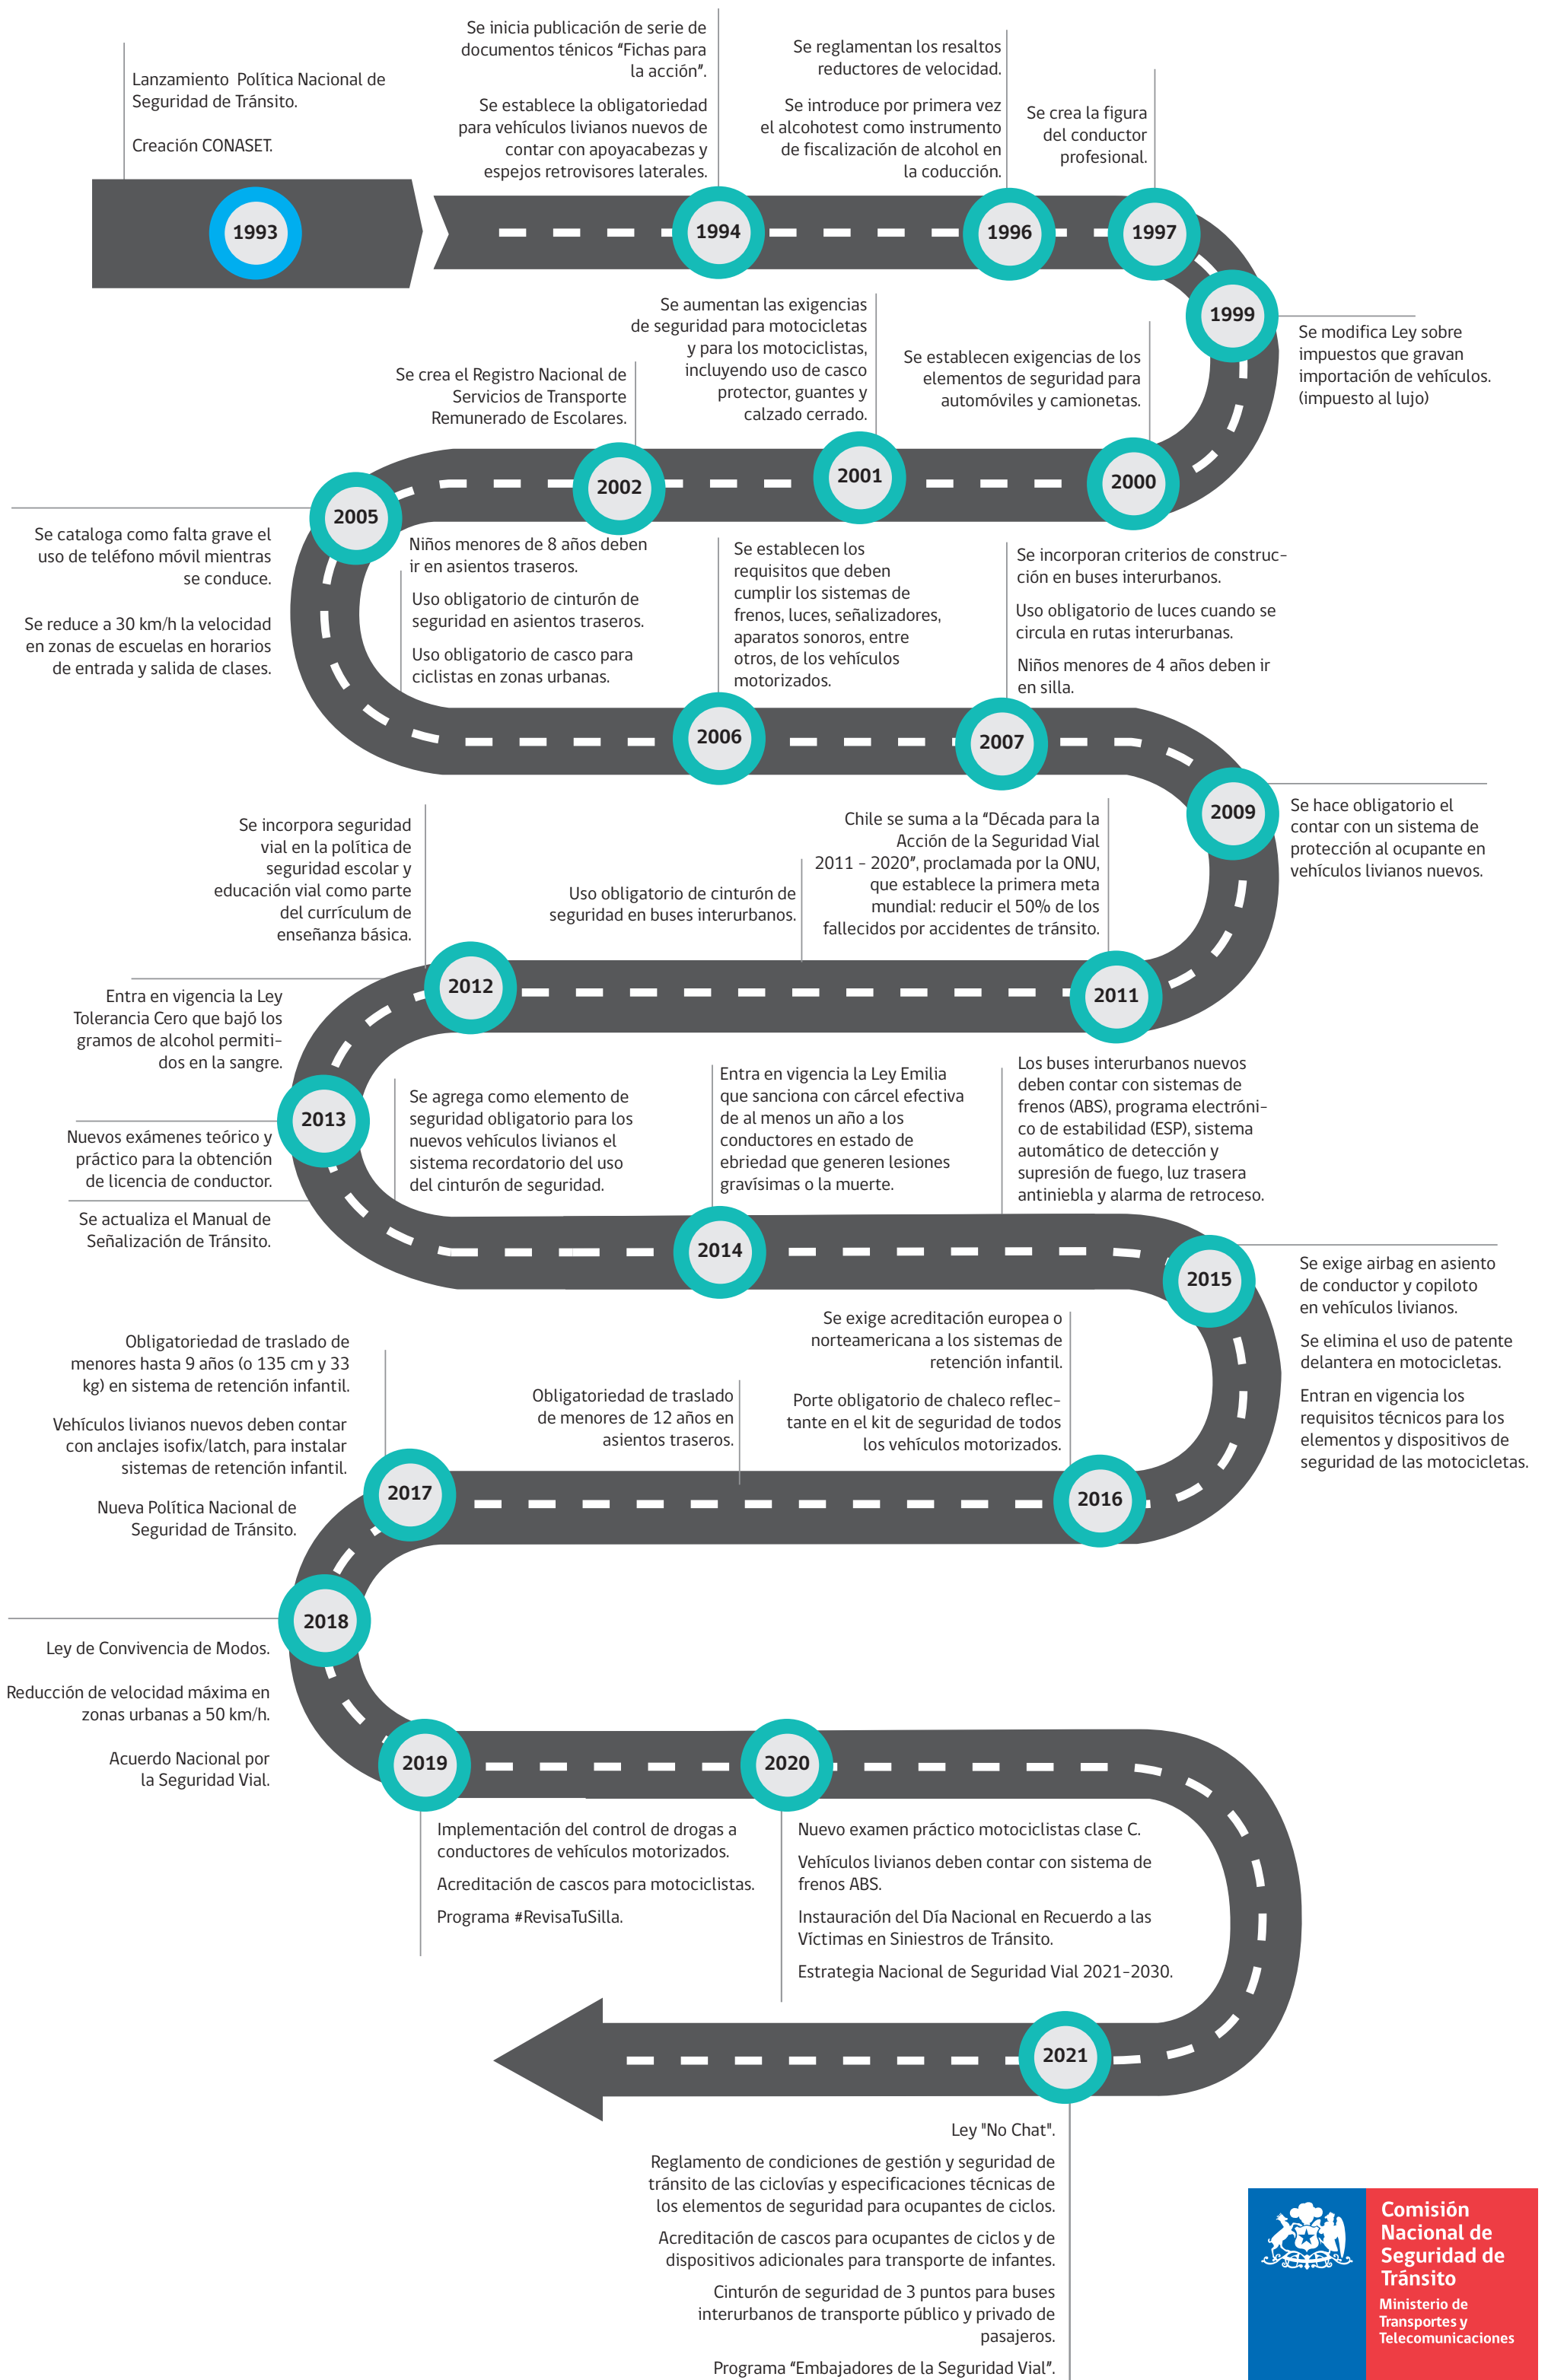 Lanzamiento Política Nacional de
Seguridad de Tránsito.
Creación CONASET.
1993
Se inicia publicación de serie de
documentos ténicos "Fichas para
la acción".
Se establece la obligatoriedad
para vehículos livianos nuevos de
contar con apoyacabezas y
espejos retrovisores laterales.
1994
Se reglamentan los resaltos
reductores de velocidad.
Se introduce por primera vez
el alcohotest como instrumento
de fiscalización de alcohol en
la coducción.
1996
Se crea la figura
del conductor
profesional.
1997
1999
Se modifica Ley sobre
impuestos que gravan
importación de vehículos.
(impuesto al lujo)
Se establecen exigencias de los
elementos de seguridad para
automóviles y camionetas.
2000
Se aumentan las exigencias
de seguridad para motocicletas
y para los motociclistas,
incluyendo uso de casco
protector, guantes y
calzado cerrado.
2001
Se crea el Registro Nacional de
Servicios de Transporte
Remunerado de Escolares.
2002
2005
Se cataloga como falta grave el
uso de teléfono móvil mientras
se conduce.
Se reduce a 30 km/h la velocidad
en zonas de escuelas en horarios
de entrada y salida de clases.
Niños menores de 8 años deben
ir en asientos traseros.
Uso obligatorio de cinturón de
seguridad en asientos traseros.
Uso obligatorio de casco para
ciclistas en zonas urbanas.
Se establecen los
requisitos que deben
cumplir los sistemas de
frenos, luces, señalizadores,
aparatos sonoros, entre
otros, de los vehículos
motorizados.
2006
Se incorporan criterios de construc-
ción en buses interurbanos.
Uso obligatorio de luces cuando se
circula en rutas interurbanas.
Niños menores de 4 años deben ir
en silla.
2007
2009
Se hace obligatorio el
contar con un sistema de
protección al ocupante en
vehículos livianos nuevos.
Chile se suma a la "Década para la
Acción de la Seguridad Vial
2011 - 2020", proclamada por la ONU,
que establece la primera meta
mundial: reducir el 50% de los
fallecidos por accidentes de tránsito.
2011
Uso obligatorio de cinturón de
seguridad en buses interurbanos.
Se incorpora seguridad
vial en la política de
seguridad escolar y
educación vial como parte
del currículum de
enseñanza básica.
2012
Entra en vigencia la Ley
Tolerancia Cero que bajó los
gramos de alcohol permiti-
dos en la sangre.
2013
Nuevos exámenes teórico y
práctico para la obtención
de licencia de conductor.
Se actualiza el Manual de
Señalización de Tránsito.
Se agrega como elemento de
seguridad obligatorio para los
nuevos vehículos livianos el
sistema recordatorio del uso
del cinturón de seguridad.
Entra en vigencia la Ley Emilia
que sanciona con cárcel efectiva
de al menos un año a los
conductores en estado de
ebriedad que generen lesiones
gravísimas o la muerte.
2014
Los buses interurbanos nuevos
deben contar con sistemas de
frenos (ABS), programa electróni-
co de estabilidad (ESP), sistema
automático de detección y
supresión de fuego, luz trasera
antiniebla y alarma de retroceso.
2015
Se exige airbag en asiento
de conductor y copiloto
en vehículos livianos.
Se elimina el uso de patente
delantera en motocicletas.
Entran en vigencia los
requisitos técnicos para los
elementos y dispositivos de
seguridad de las motocicletas.
Se exige acreditación europea o
norteamericana a los sistemas de
retención infantil.
Porte obligatorio de chaleco reflec-
tante en el kit de seguridad de todos
los vehículos motorizados.
2016
Obligatoriedad de traslado
de menores de 12 años en
asientos traseros.
Obligatoriedad de traslado de
menores hasta 9 años (o 135 cm y 33
kg) en sistema de retención infantil.
Vehículos livianos nuevos deben contar
con anclajes isofix/latch, para instalar
sistemas de retención infantil.
Nueva Política Nacional de
Seguridad de Tránsito.
2017
2018
Ley de Convivencia de Modos.
Reducción de velocidad máxima en
zonas urbanas a 50 km/h.
Acuerdo Nacional por
la Seguridad Vial.
2019
Implementación del control de drogas a
conductores de vehículos motorizados.
Acreditación de cascos para motociclistas.
Programa #RevisaTuSilla.
2020
Nuevo examen práctico motociclistas clase C.
Vehículos livianos deben contar con sistema de
frenos ABS.
Instauración del Día Nacional en Recuerdo a las
Víctimas en Siniestros de Tránsito.
Estrategia Nacional de Seguridad Vial 2021-2030.
2021
Ley "No Chat".
Reglamento de condiciones de gestión y seguridad de
tránsito de las ciclovías y especificaciones técnicas de
los elementos de seguridad para ocupantes de ciclos.
Acreditación de cascos para ocupantes de ciclos y de
dispositivos adicionales para transporte de infantes.
Cinturón de seguridad de 3 puntos para buses
interurbanos de transporte público y privado de
pasajeros.
Programa "Embajadores de la Seguridad Vial".
Comisión
Nacional de
Seguridad de
Tránsito
Ministerio de
Transportes y
Telecomunicaciones